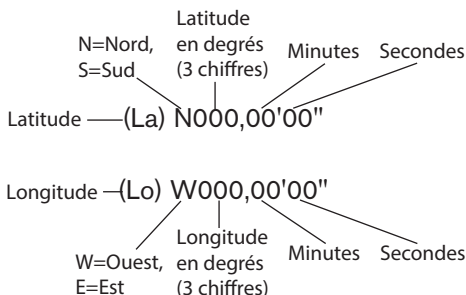 Latitude
N=Nord,
S=Sud
en degrés
(3 chiffres)
Minutes
Secondes
Latitude
(La) N000,00'00"
Longitude
(Lo) W000,00'00"
W=Ouest,
E=Est
Longitude
en degrés
(3 chiffres)
Minutes
Secondes